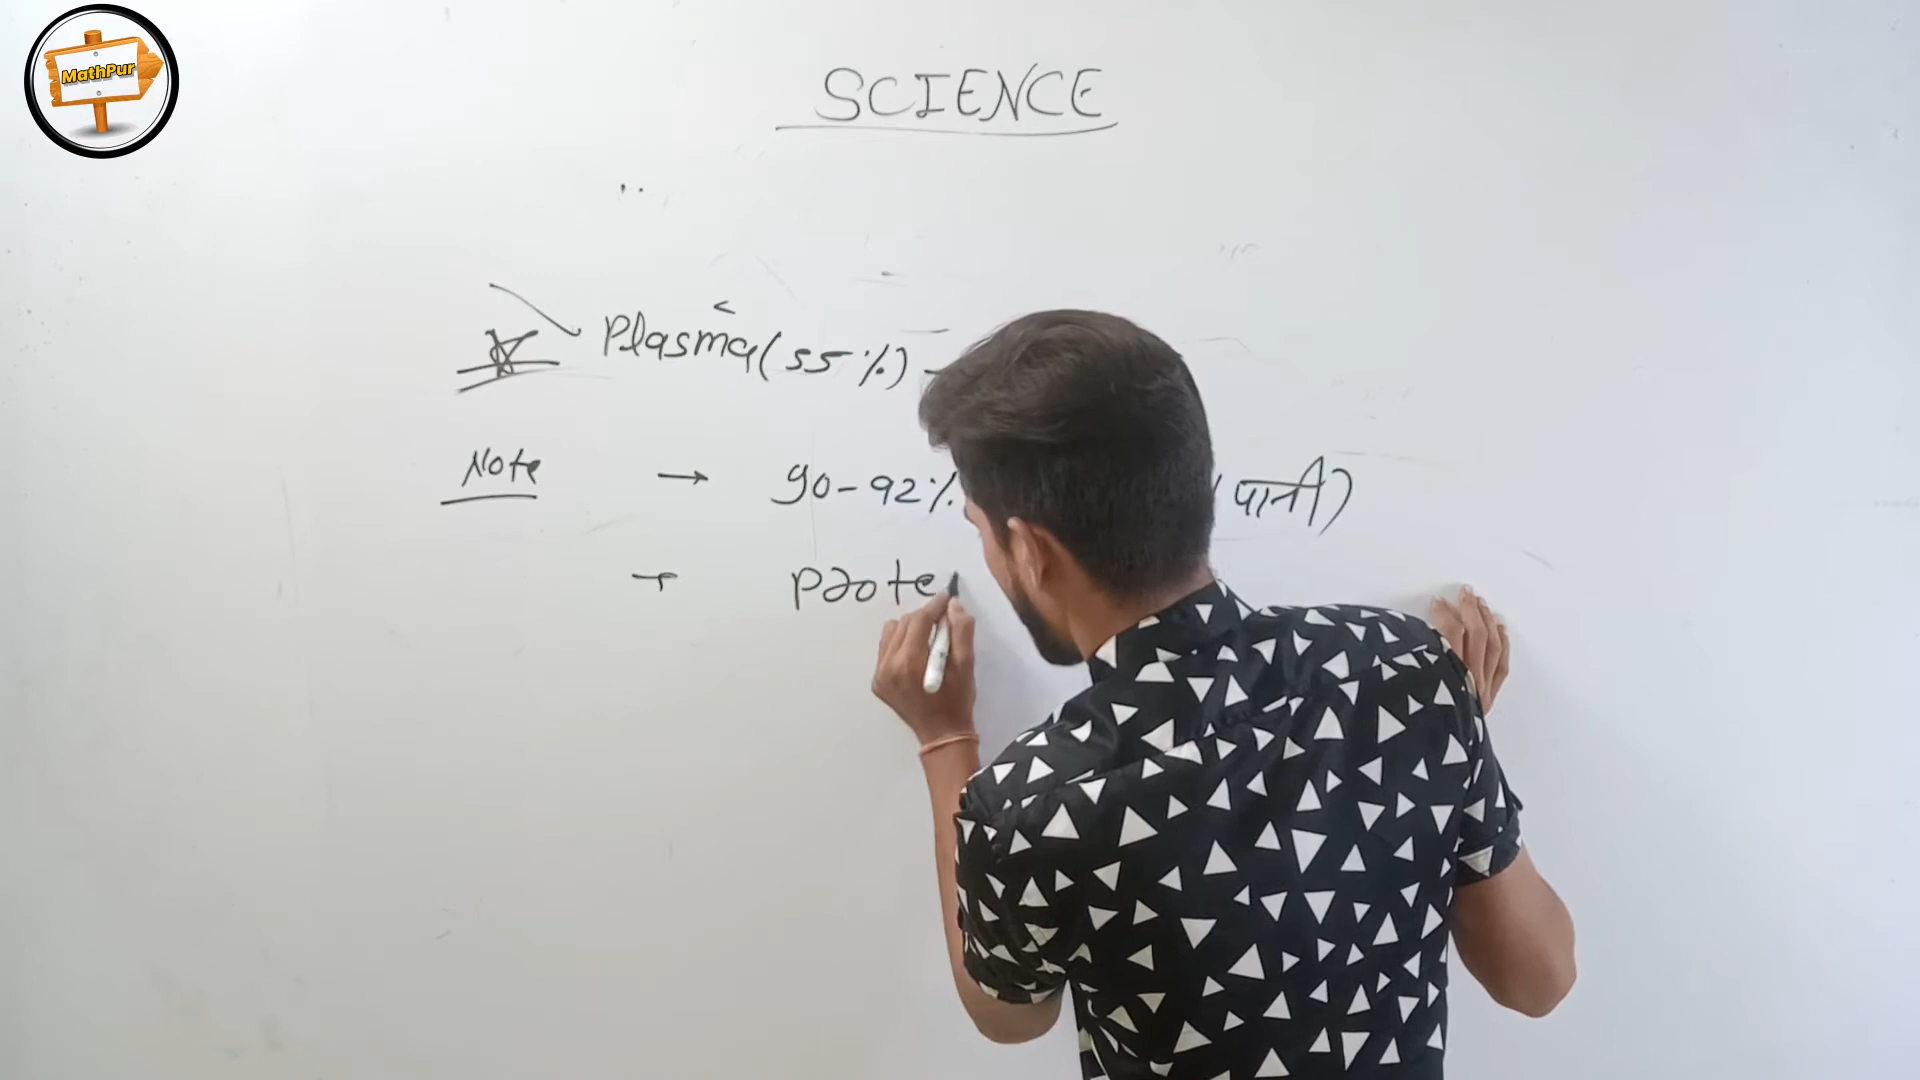 MathPur
SCIENCE
Plasma (55%)
Note → 90-92% (पानी)
→ prote